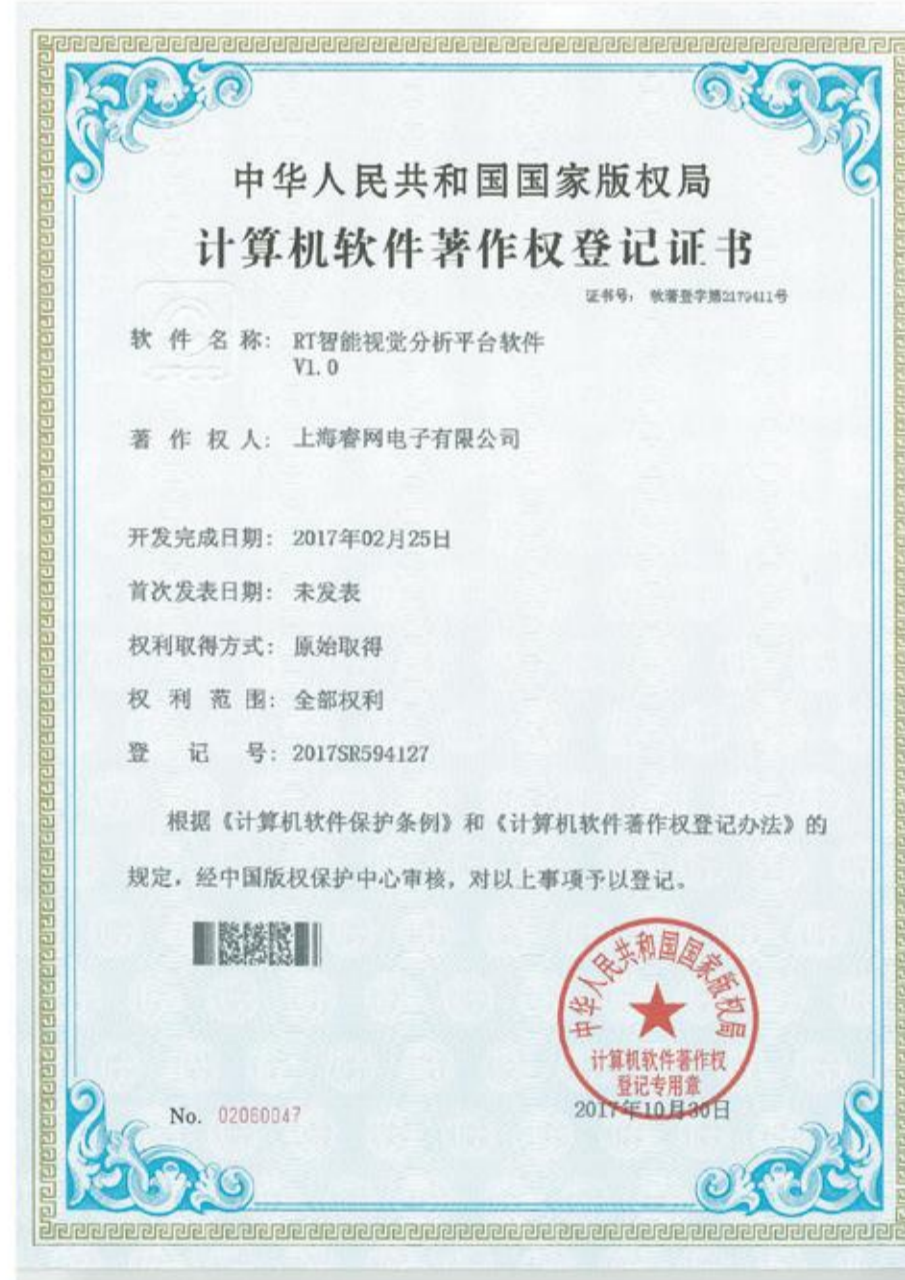 中华人民共和国国家版权局
计算机软件著作权登记证书
证书号： 软著登字第2179411号
软 件 名 称： RT智能视觉分析平台软件
V1.0
著 作 权 人： 上海睿网电子有限公司
开发完成日期： 2017年02月25日
首次发表日期： 未发表
权利取得方式： 原始取得
权 利 范 围： 全部权利
登 记 号： 2017SR594127
根据《计算机软件保护条例》和《计算机软件著作权登记办法》的
规定，经中国版权保护中心审核，对以上事项予以登记。
中华人民共和国国家版权局
计算机软件著作权
登记专用章
No. 02060047
2017年10月30日